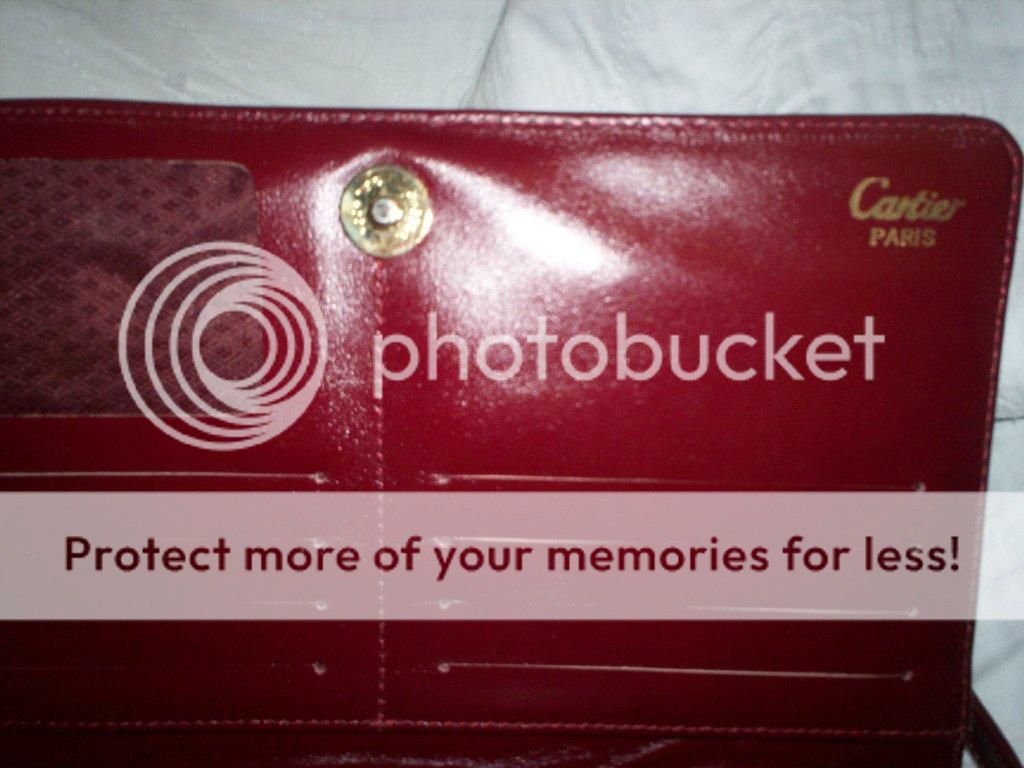 Cartier
PARIS
photobucket
Protect more of your memories for less!